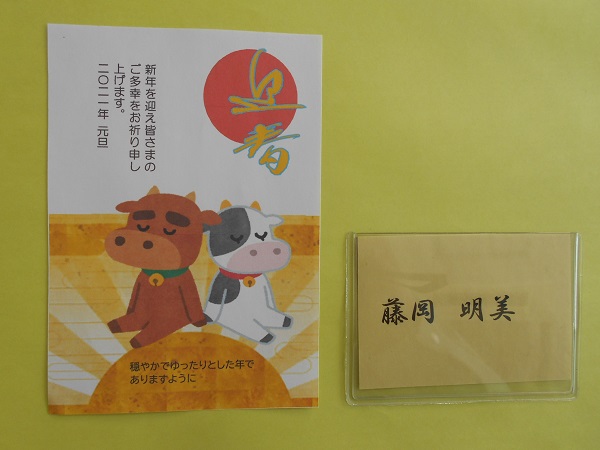 迎春
新年を迎え皆さまの
ご多幸をお祈り申し
上げます。
二〇二一年 元旦
穏やかでゆったりとした年で
ありますように
藤岡 明美